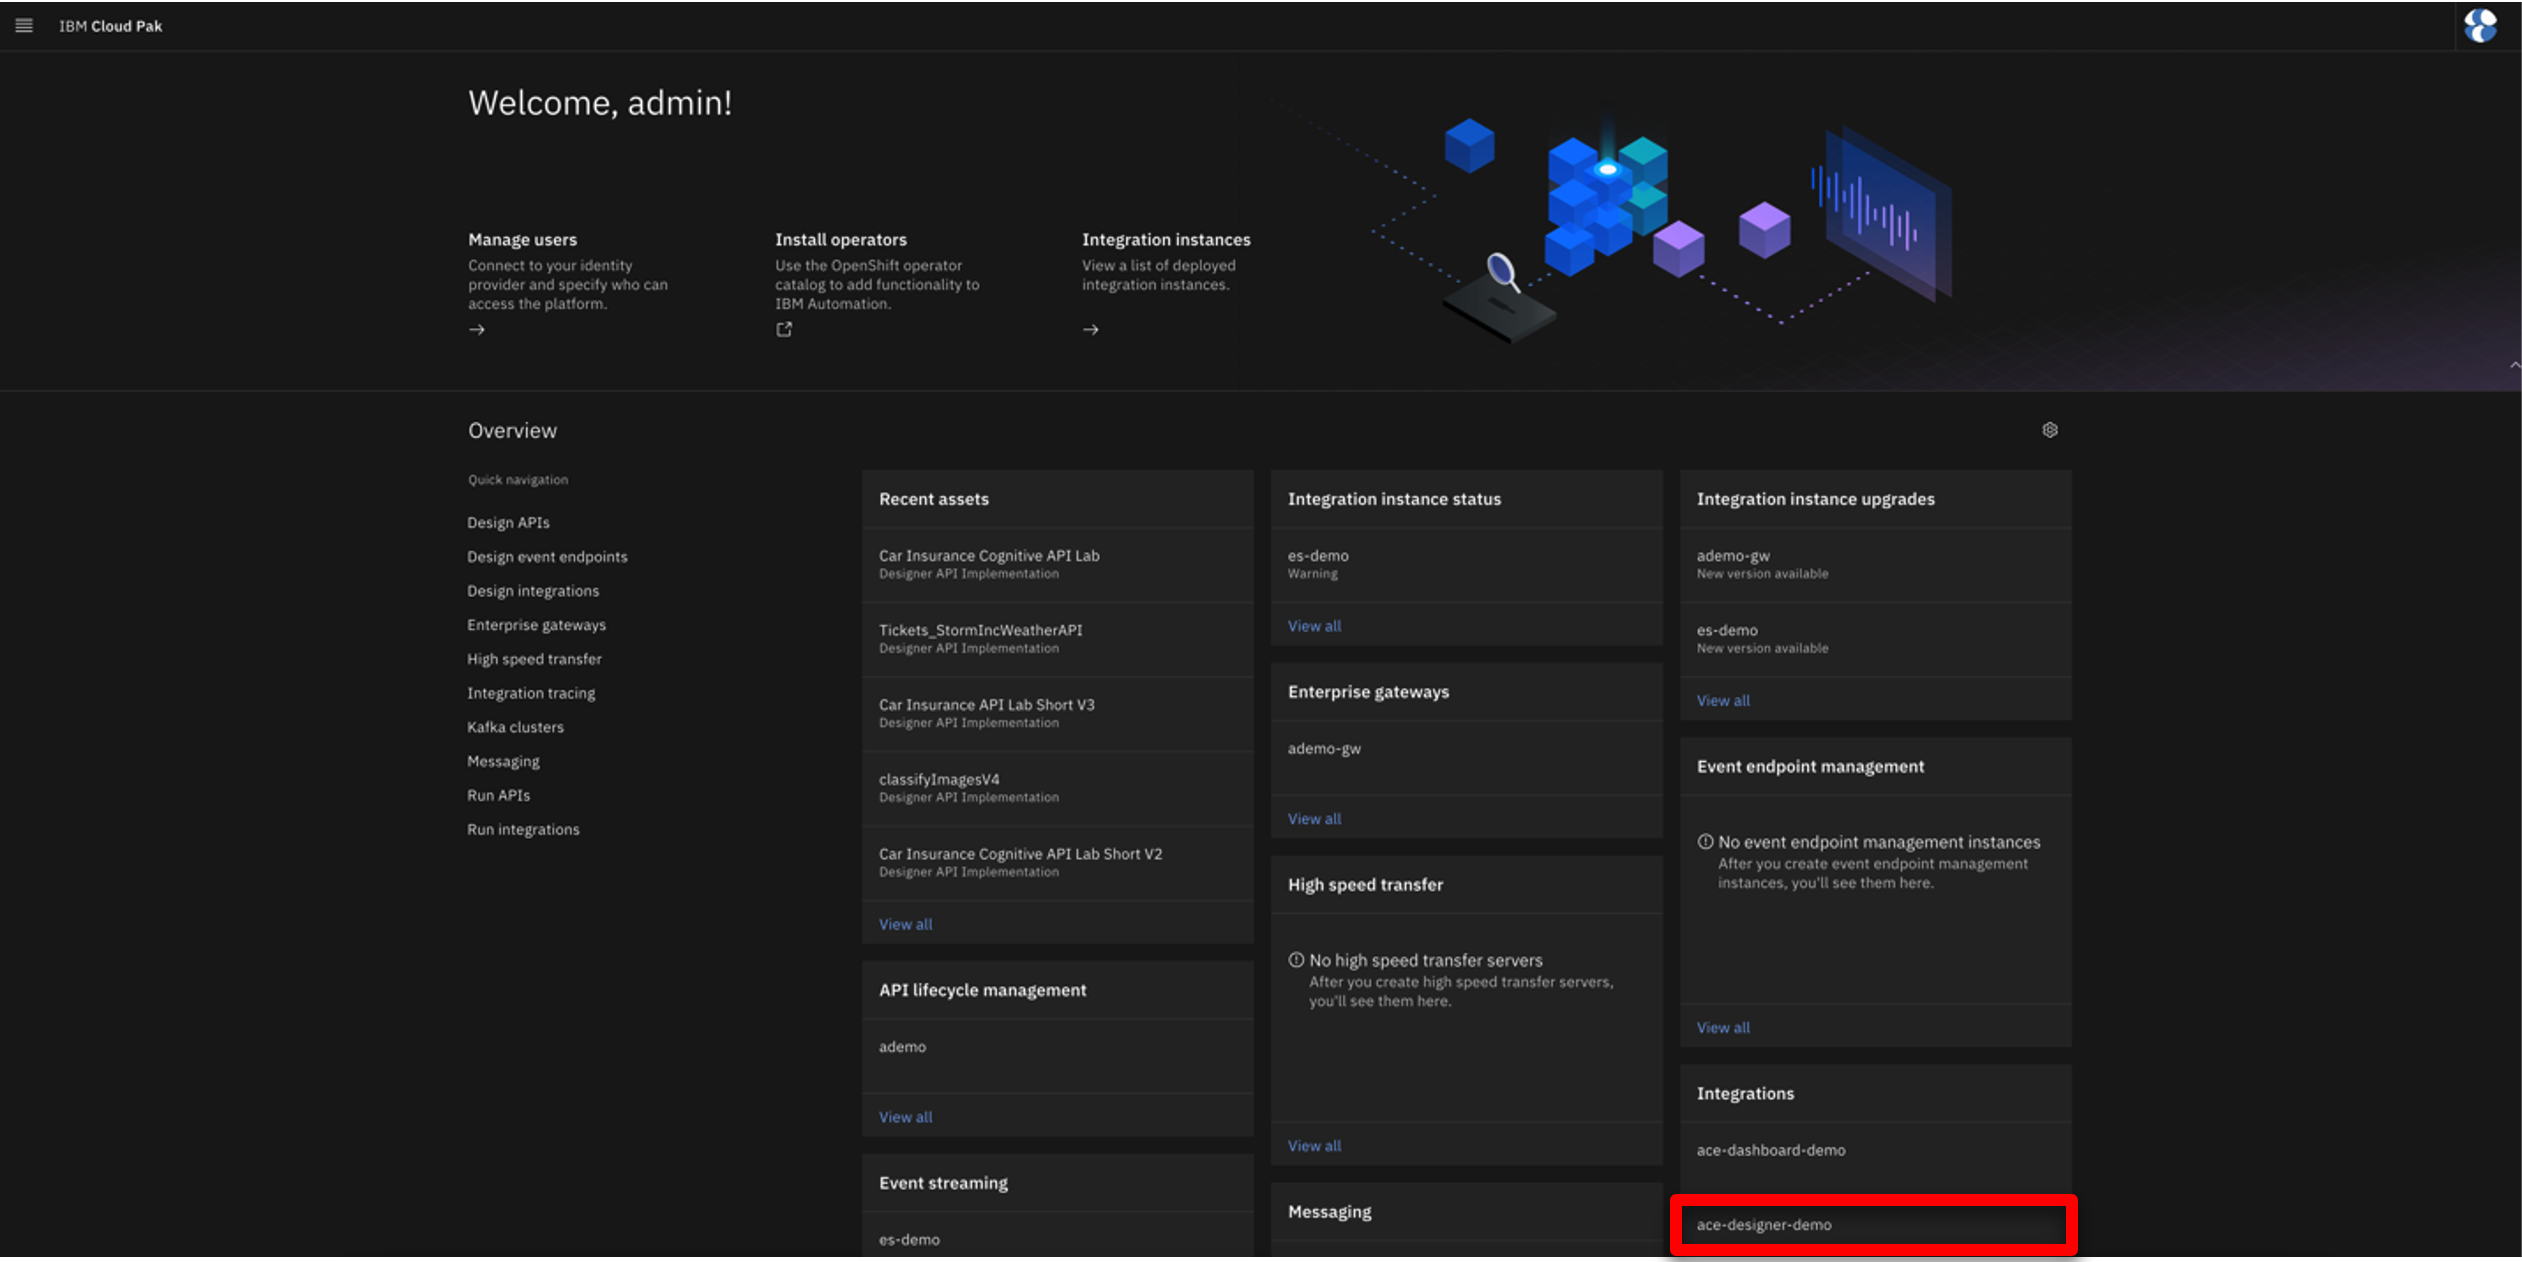 IBM Cloud Pak
Welcome, admin!
Manage users
Connect to your identity
provider and specify who can
access the platform.
Install operators
Use the OpenShift operator
catalog to add functionality to
IBM Automation.
Integration instances
View a list of deployed
integration instances.
Overview
Quick navigation
Design APIs
Design event endpoints
Design integrations
Enterprise gateways
High speed transfer
Integration tracing
Kafka clusters
Messaging
Run APIs
Run integrations
Recent assets
Car Insurance Cognitive API Lab
Designer API Implementation
Tickets_StormIncWeatherAPI
Designer API Implementation
Car Insurance API Lab Short V3
Designer API Implementation
classifyImagesV4
Designer API Implementation
Car Insurance Cognitive API Lab Short V2
Designer API Implementation
View all
API lifecycle management
ademo
View all
Event streaming
es-demo
Integration instance status
es-demo
Warning
View all
Enterprise gateways
ademo-gw
View all
High speed transfer
No high speed transfer servers
After you create high speed transfer servers,
you'll see them here.
View all
Messaging
Integration instance upgrades
ademo-gw
New version available
es-demo
New version available
View all
Event endpoint management
No event endpoint management instances
After you create event endpoint management
instances, you'll see them here.
View all
Integrations
ace-dashboard-demo
ace-designer-demo